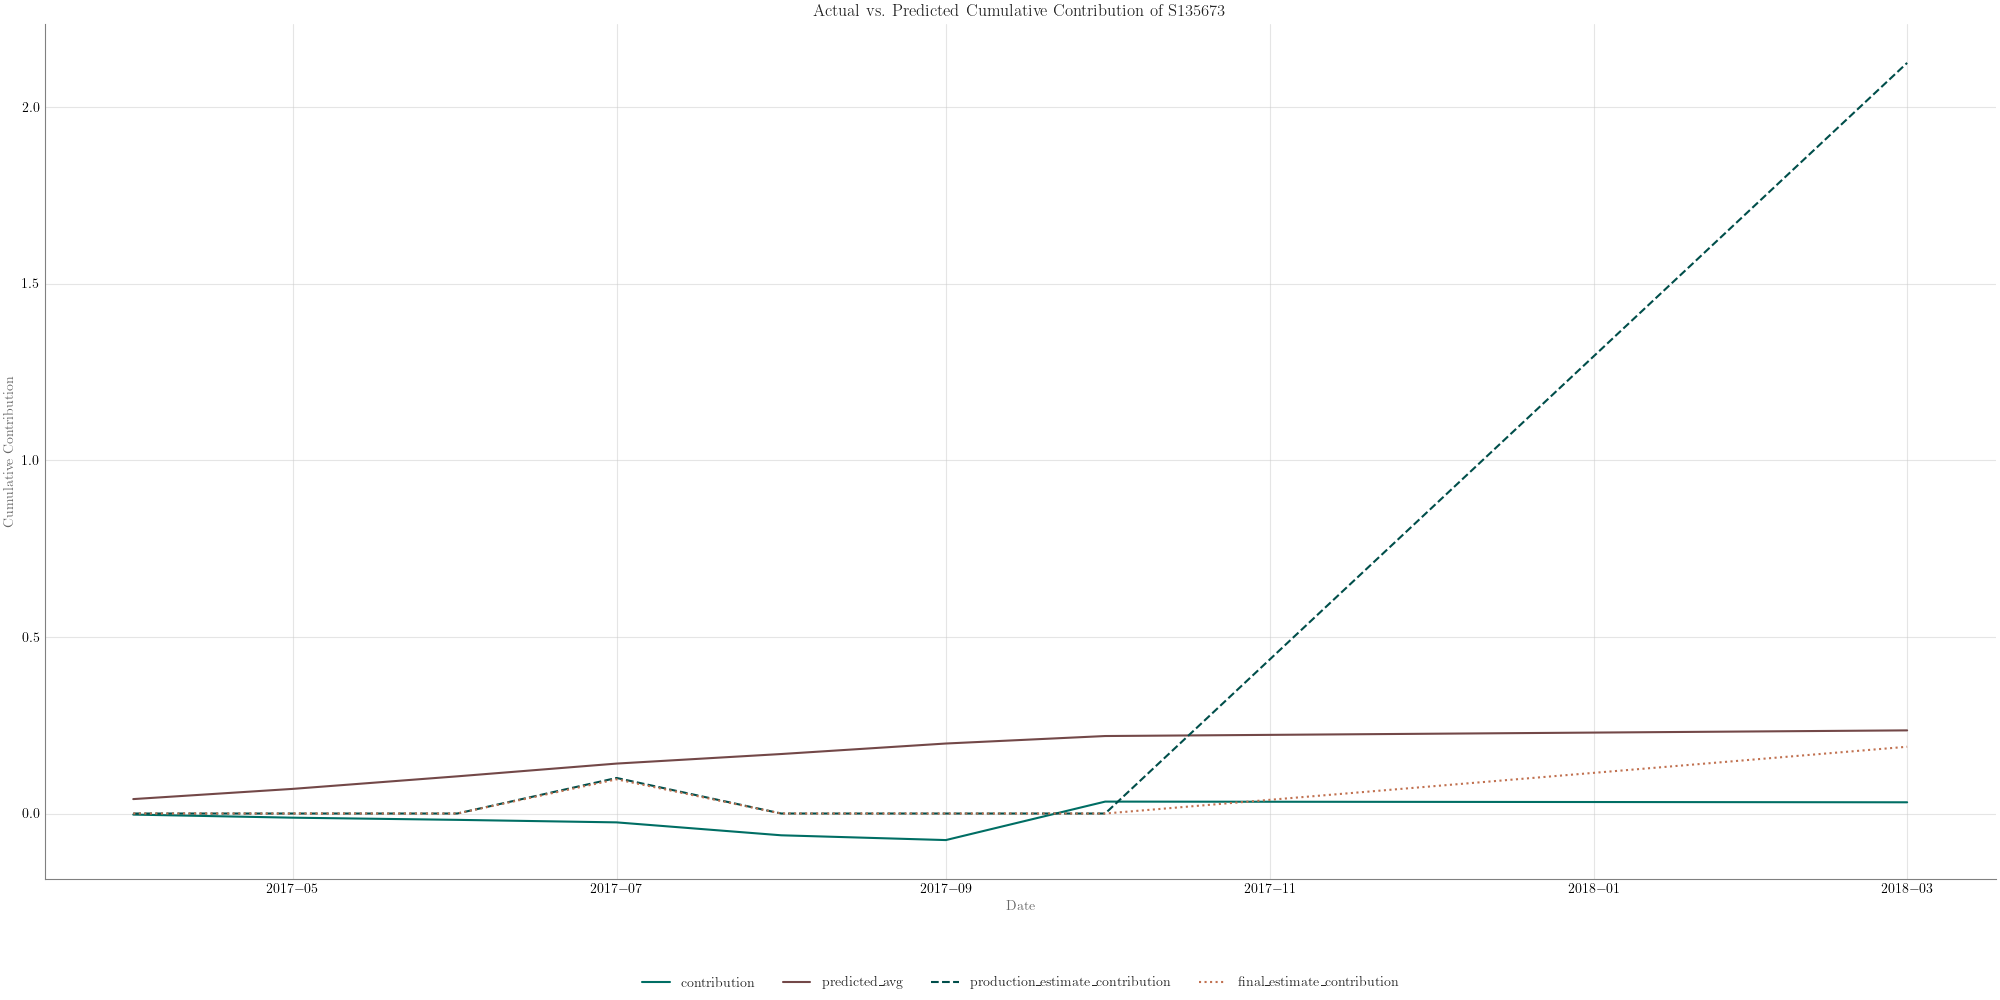 Actual vs. Predicted Cumulative Contribution of S135673
Cumulative Contribution
2.0
1.5
1.0
0.5
0.0
2017−05
2017−07
2017−09
2017−11
2018−01
2018−03
Date
contribution
predicted_avg
production_estimate_contribution
final_estimate_contribution